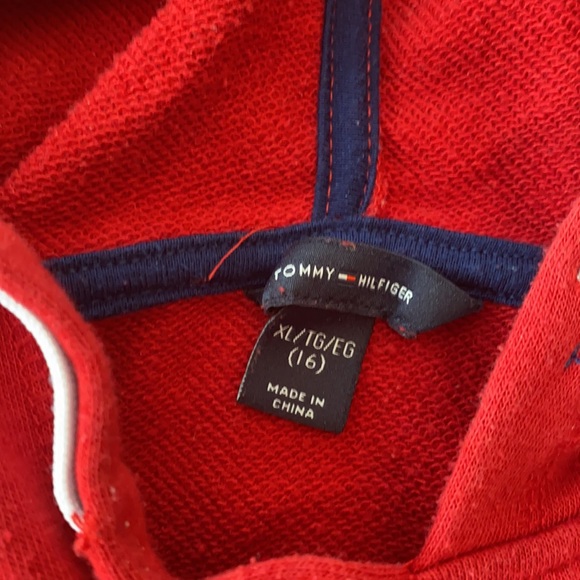 TOMMY HILFIGER
XL/TG/EG
(16)
MADE IN
CHINA